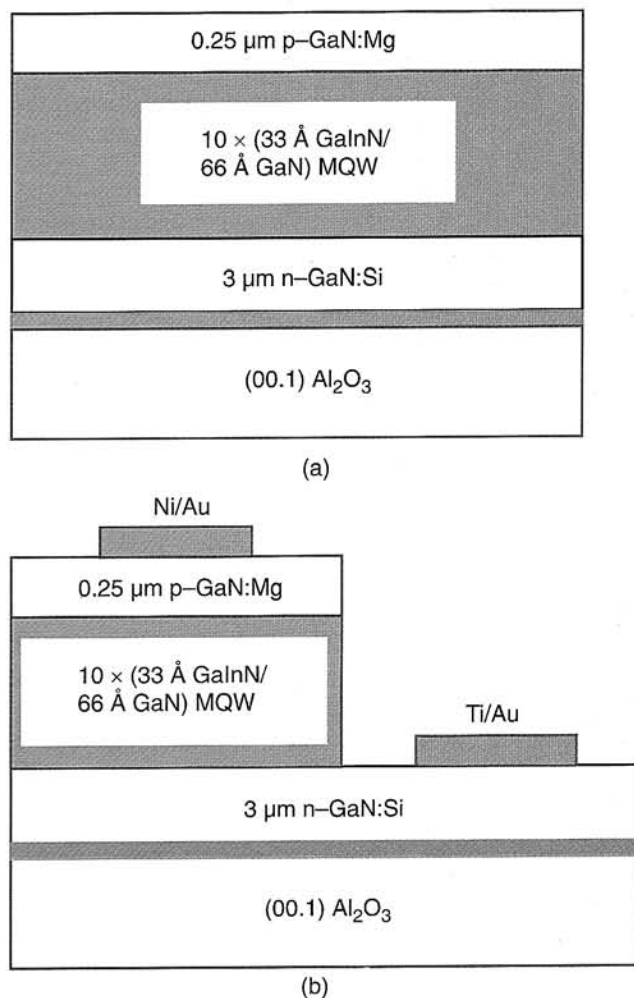 0.25 µm p–GaN:Mg
10 × (33 Å GaInN/
66 Å GaN) MQW
3 µm n–GaN:Si
(00.1) Al₂O₃
(a)
Ni/Au
0.25 µm p–GaN:Mg
10 × (33 Å GaInN/
66 Å GaN) MQW
Ti/Au
3 µm n–GaN:Si
(00.1) Al₂O₃
(b)